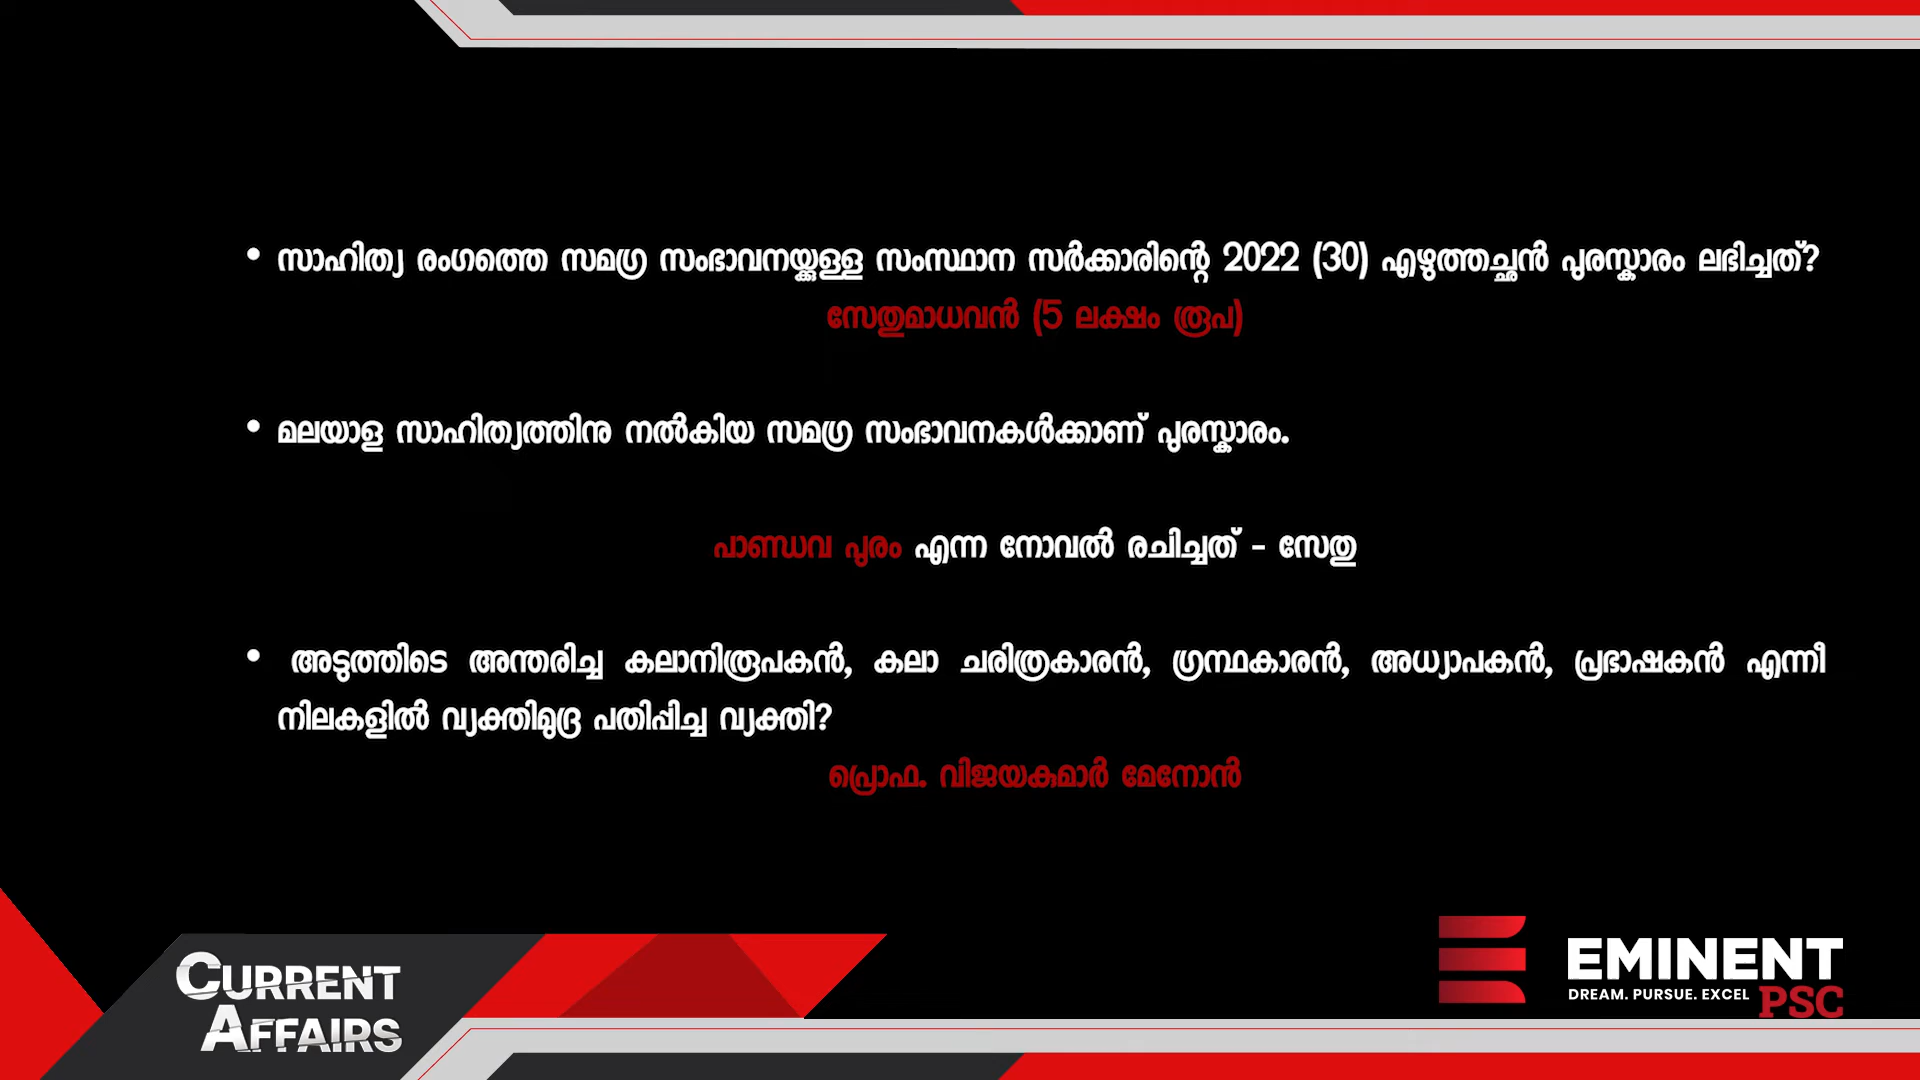 • സാഹിത്യ രംഗത്തെ സമഗ്ര സംഭാവനയ്ക്കുള്ള സംസ്ഥാന സർക്കാരിന്റെ 2022 (30) എഴുത്തച്ഛൻ പുരസ്കാരം ലഭിച്ചത്?
സേതുമാധവൻ (5 ലക്ഷം രൂപ)
• മലയാള സാഹിത്യത്തിനു നൽകിയ സമഗ്ര സംഭാവനകൾക്കാണ് പുരസ്കാരം.
പാണ്ഡവ പുരം എന്ന നോവൽ രചിച്ചത് - സേതു
• അടുത്തിടെ അന്തരിച്ച കലാനിരൂപകൻ, കലാ ചരിത്രകാരൻ, ഗ്രന്ഥകാരൻ, അധ്യാപകൻ, പ്രഭാഷകൻ എന്നീ
നിലകളിൽ വ്യക്തിമുദ്ര പതിപ്പിച്ച വ്യക്തി?
പ്രൊഫ. വിജയകുമാർ മേനോൻ
CURRENT
AFFAIRS
EMINENT
DREAM. PURSUE. EXCEL PSC